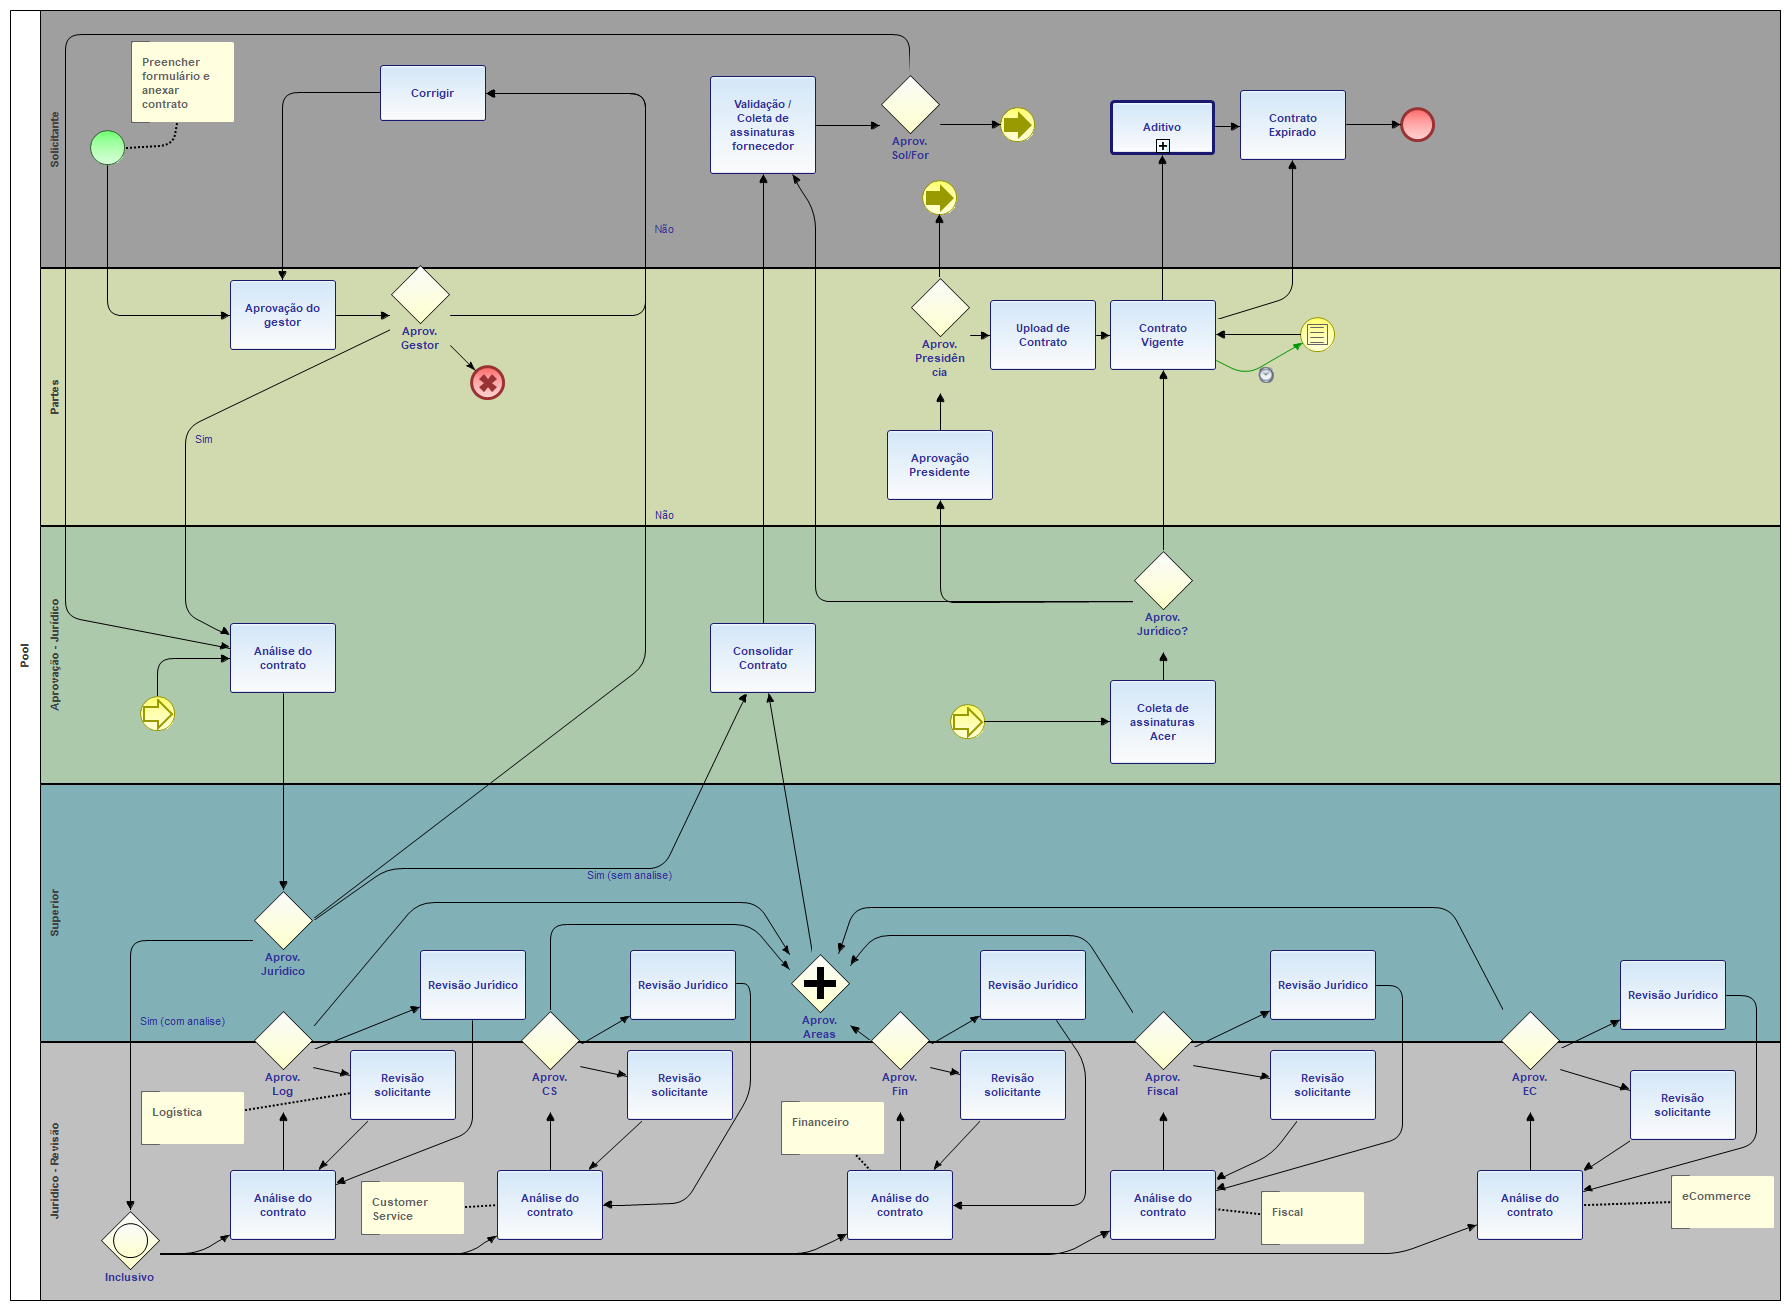 Pool
Solicitante
Preencher
formulário e
anexar
contrato
Corrigir
Validação /
Coleta de
assinaturas
fornecedor
Aprov.
Sol/For
Aditivo
Contrato
Expirado
Não
Partes
Aprovação do
gestor
Aprov.
Gestor
Sim
Aprov.
Presidên
cia
Upload de
Contrato
Contrato
Vigente
Aprovação
Presidente
Não
Aprovação - Jurídico
Análise do
contrato
Consolidar
Contrato
Aprov.
Jurídico?
Coleta de
assinaturas
Acer
Superior
Sim (sem analise)
Aprov.
Jurídico
Sim (com analise)
Revisão Jurídico
Revisão Jurídico
Aprov.
Areas
Revisão Jurídico
Revisão Jurídico
Revisão Jurídico
Jurídico - Revisão
Aprov.
Log
Revisão
solicitante
Aprov.
CS
Revisão
solicitante
Aprov.
Fin
Revisão
solicitante
Aprov.
Fiscal
Revisão
solicitante
Aprov.
EC
Revisão
solicitante
Logística
Financeiro
Análise do
contrato
Customer
Service
Análise do
contrato
Análise do
contrato
Análise do
contrato
Fiscal
Análise do
contrato
eCommerce
Inclusivo